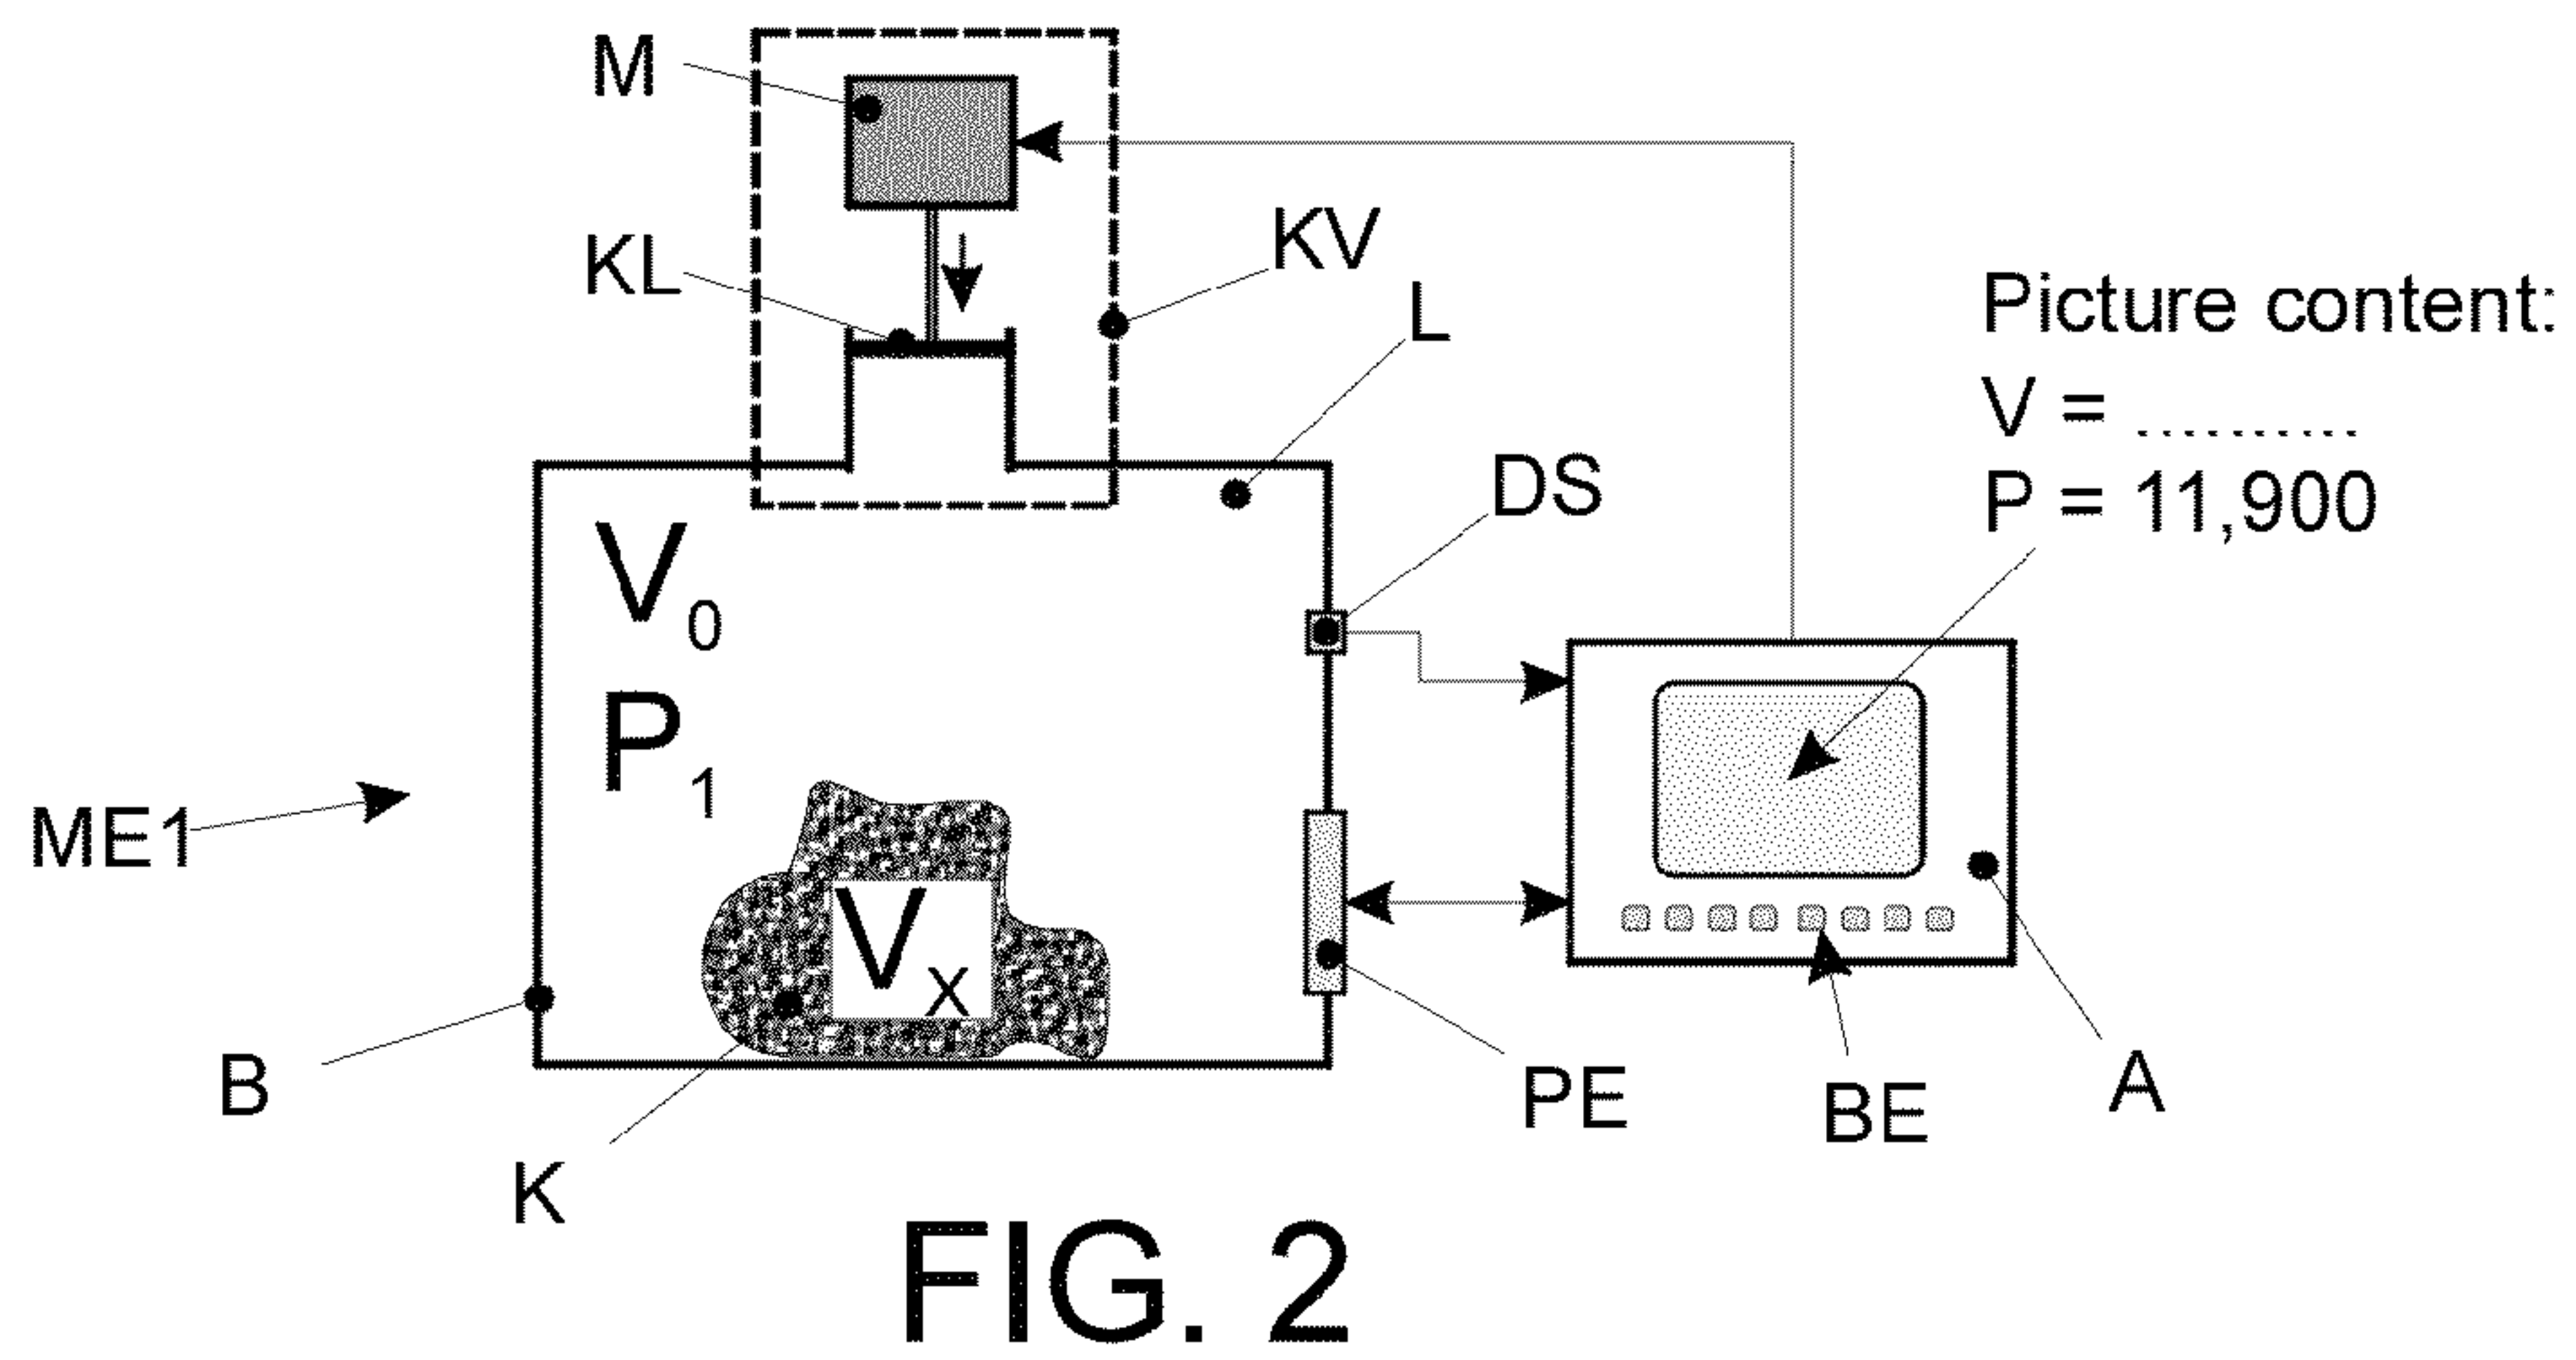 M
KL
KV
L
Picture content:
V = ..........
P = 11,900
DS
V0
P1
ME1
VX
B
K
PE
BE
A
FIG. 2